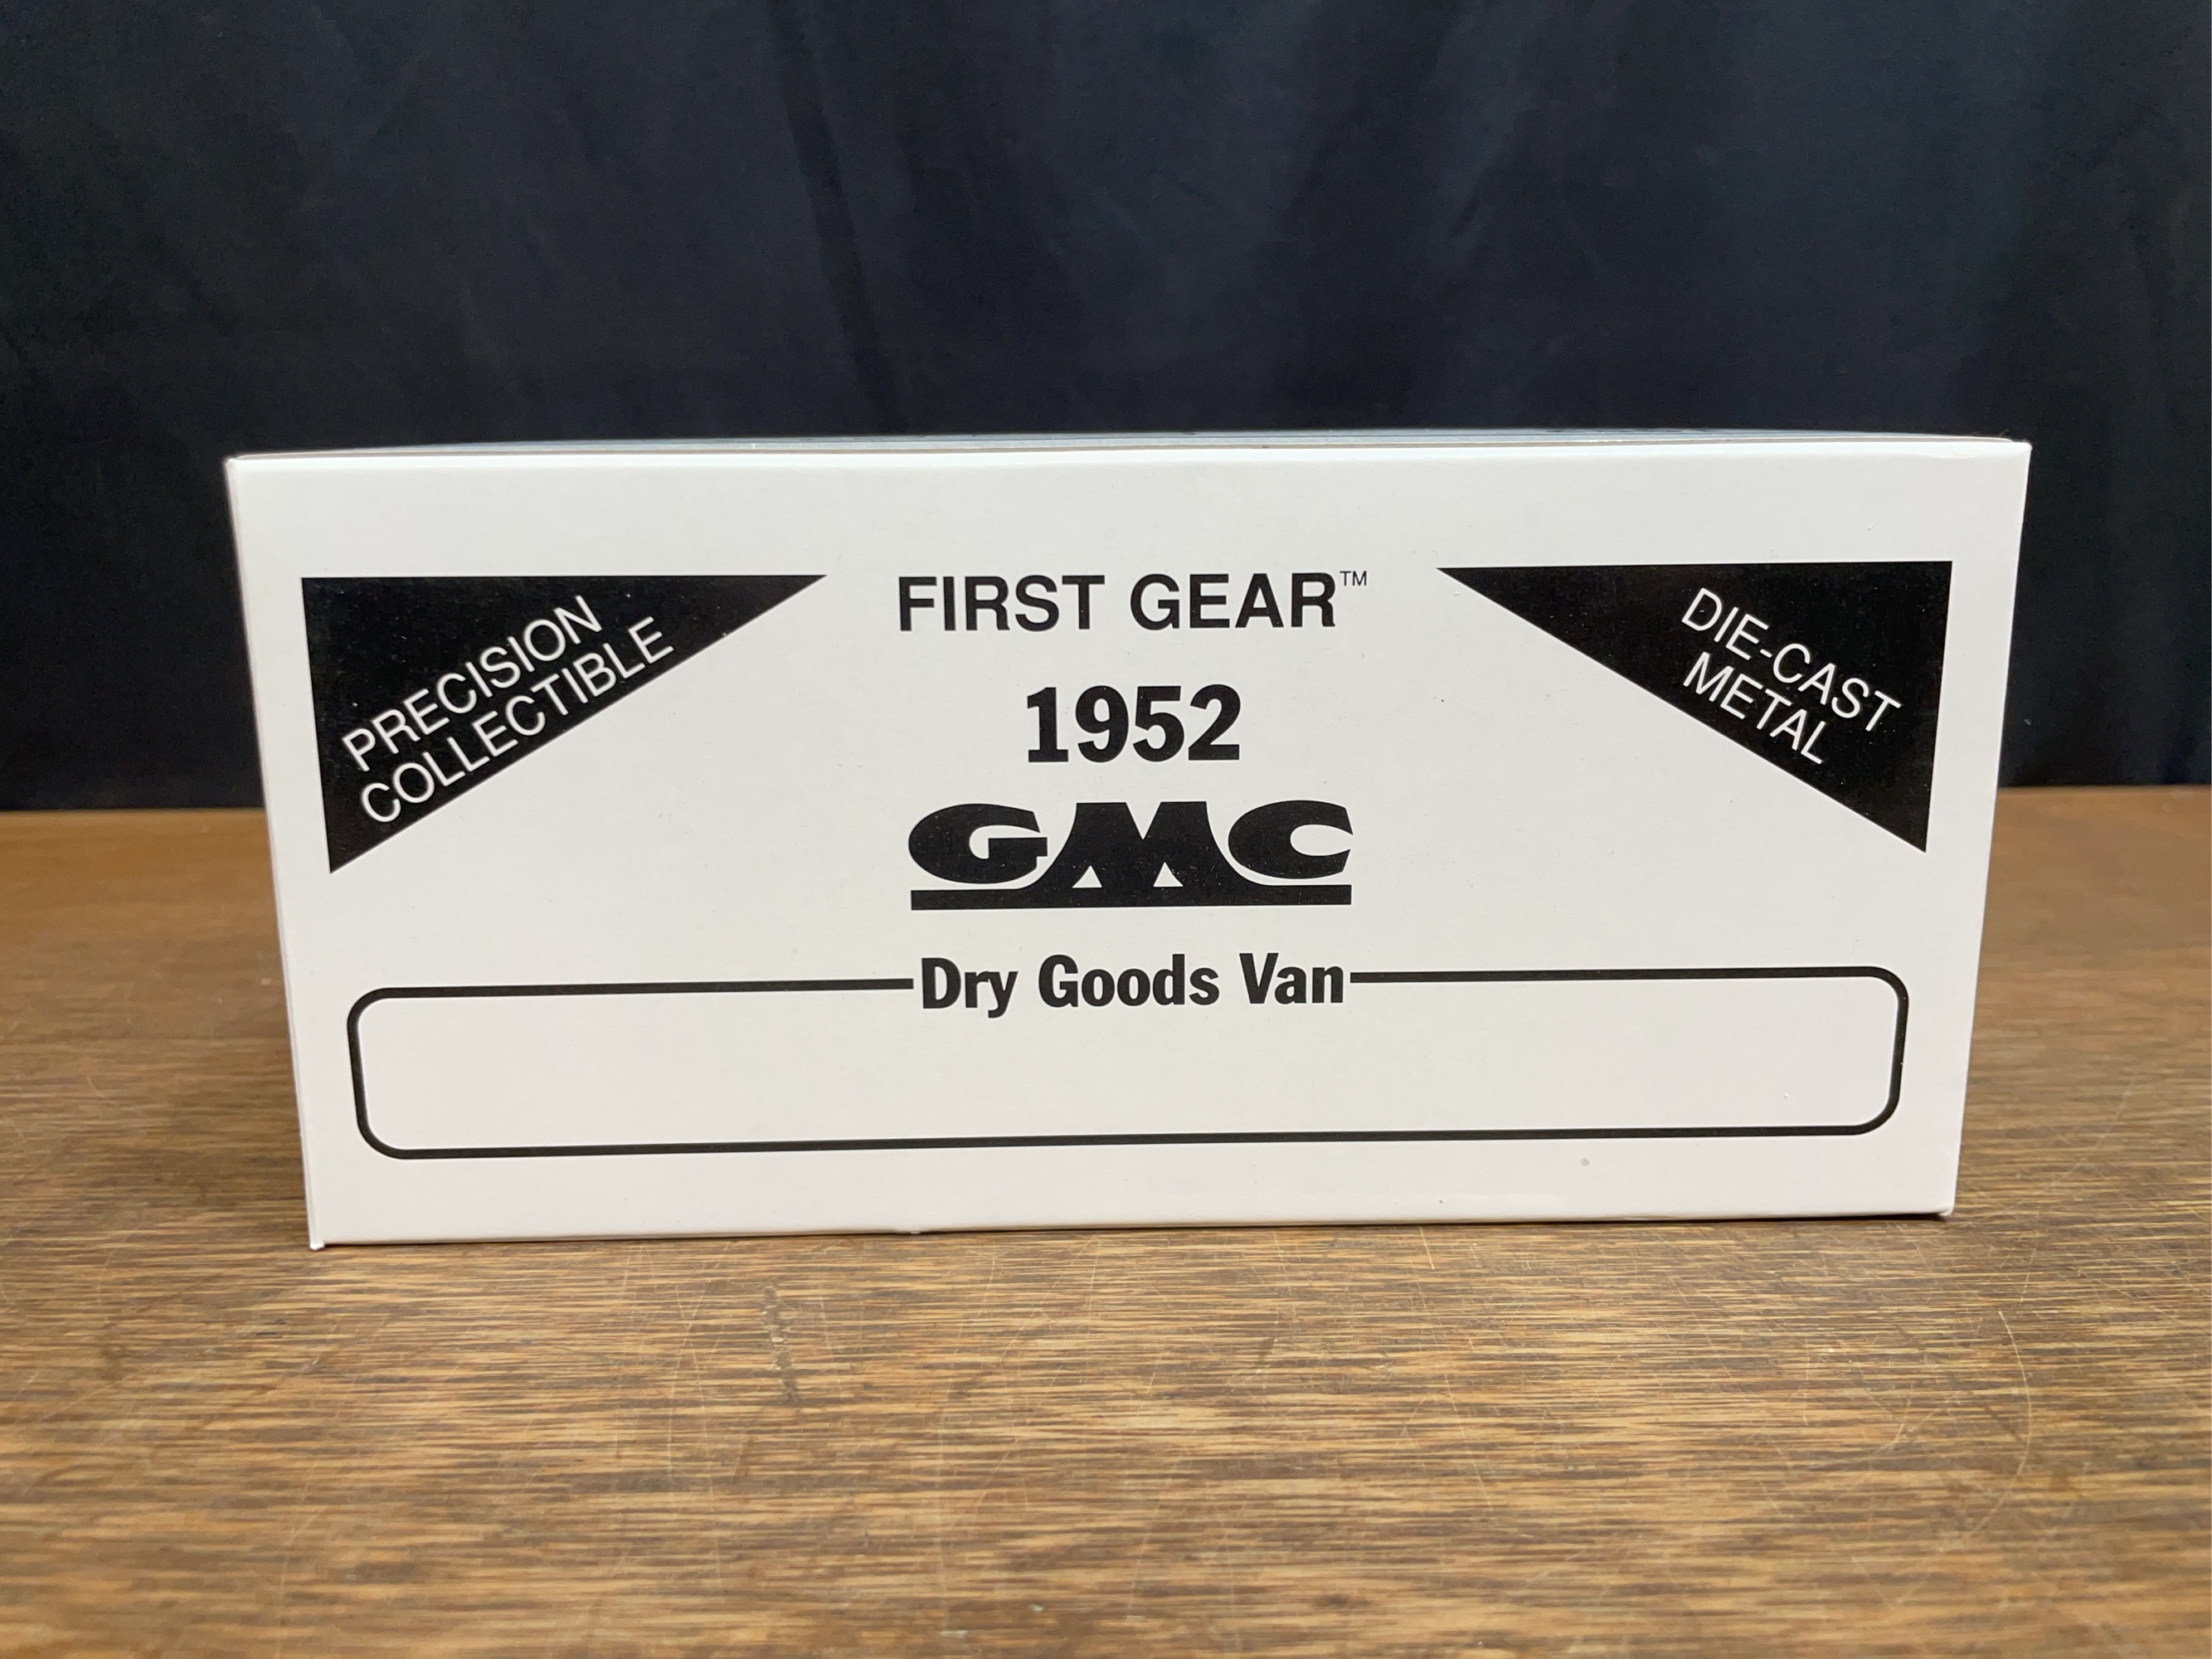 FIRST GEAR™
PRECISION
COLLECTIBLE
DIE-CAST
METAL
1952
GMC
Dry Goods Van